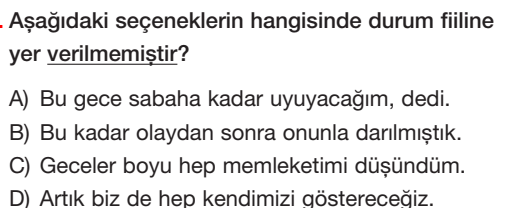 . Aşağıdaki seçeneklerin hangisinde durum fiiline
yer verilmemiştir?
A) Bu gece sabaha kadar uyuyacağım, dedi.
B) Bu kadar olaydan sonra onunla darılmıştık.
C) Geceler boyu hep memleketimi düşündüm.
D) Artık biz de hep kendimizi göstereceğiz.